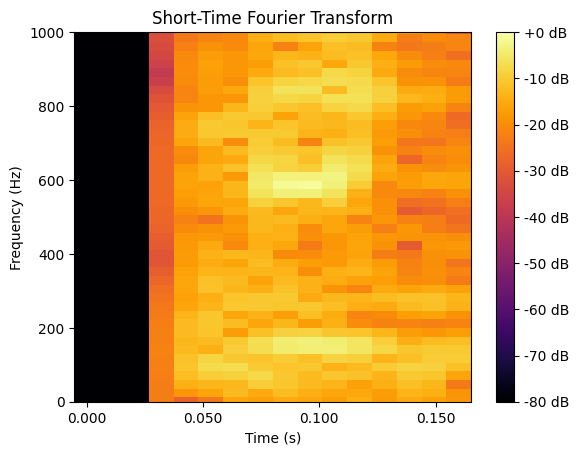 Short-Time Fourier Transform
1000
800
600
400
200
0
Frequency (Hz)
0.000
0.050
0.100
0.150
Time (s)
+0 dB
-10 dB
-20 dB
-30 dB
-40 dB
-50 dB
-60 dB
-70 dB
-80 dB